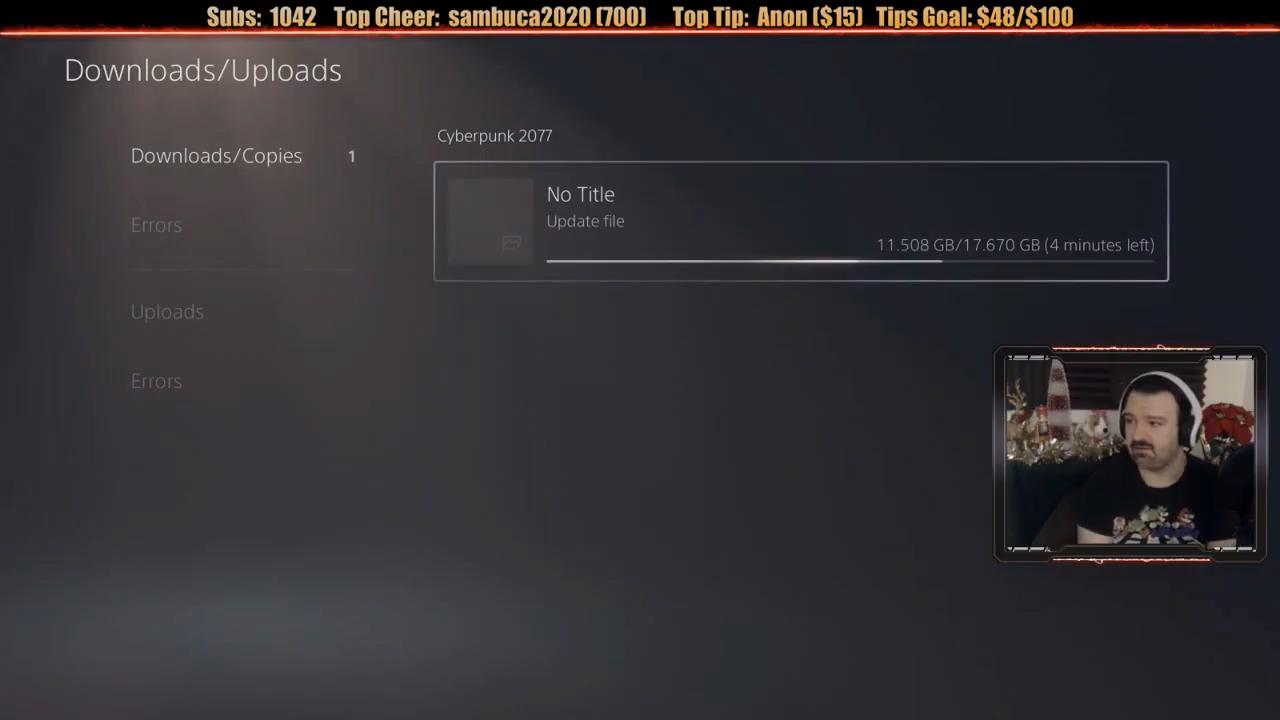 Subs: 1042 Top Cheer: sambuca2020 (700) Top Tip: Anon ($15) Tips Goal: $48/$100
Downloads/Uploads
Downloads/Copies 1
Errors
Uploads
Errors
Cyberpunk 2077
No Title
Update file
11.508 GB/17.670 GB (4 minutes left)